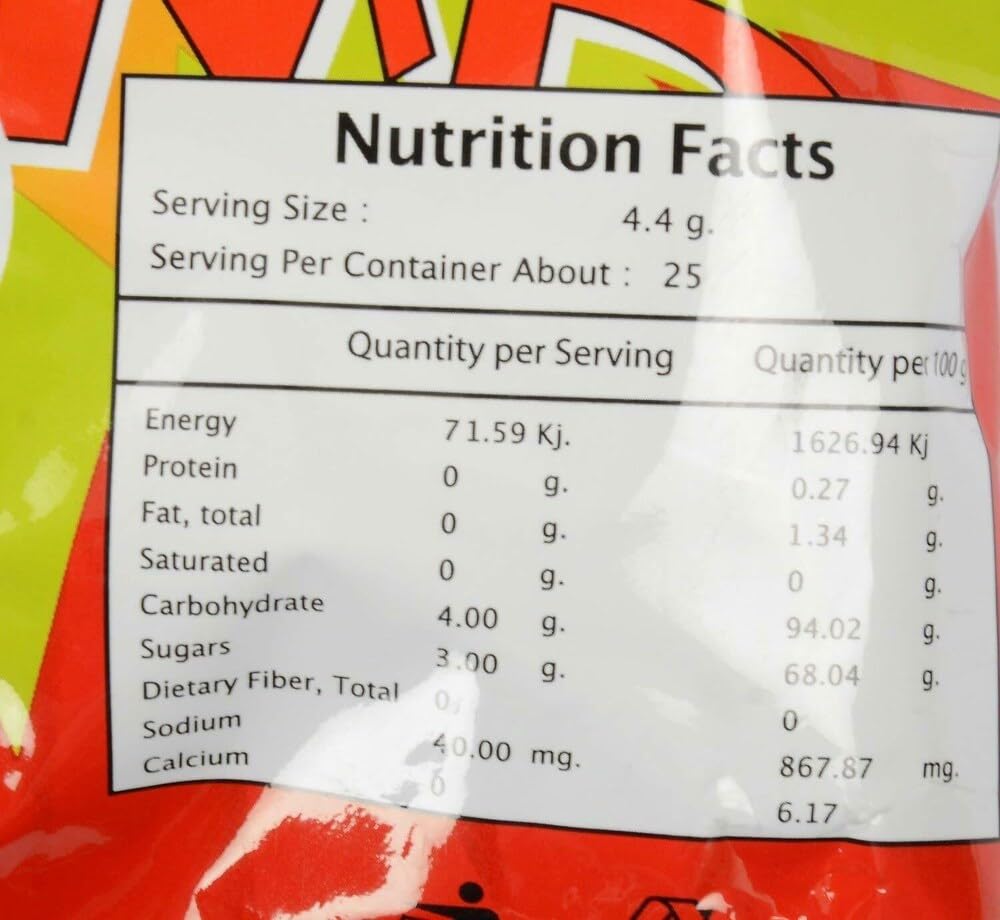 Nutrition Facts
Serving Size : 4.4 g.
Serving Per Container About : 25
Quantity per Serving Quantity per 100 g
Energy 71.59 Kj. 1626.94 Kj
Protein 0 g. 0.27 g.
Fat, total 0 g. 1.34 g.
Saturated 0 g. 0 g.
Carbohydrate 4.00 g. 94.02 g.
Sugars 3.00 g. 68.04 g.
Dietary Fiber, Total 0 0
Sodium 40.00 mg. 867.87 mg.
Calcium 0 6.17